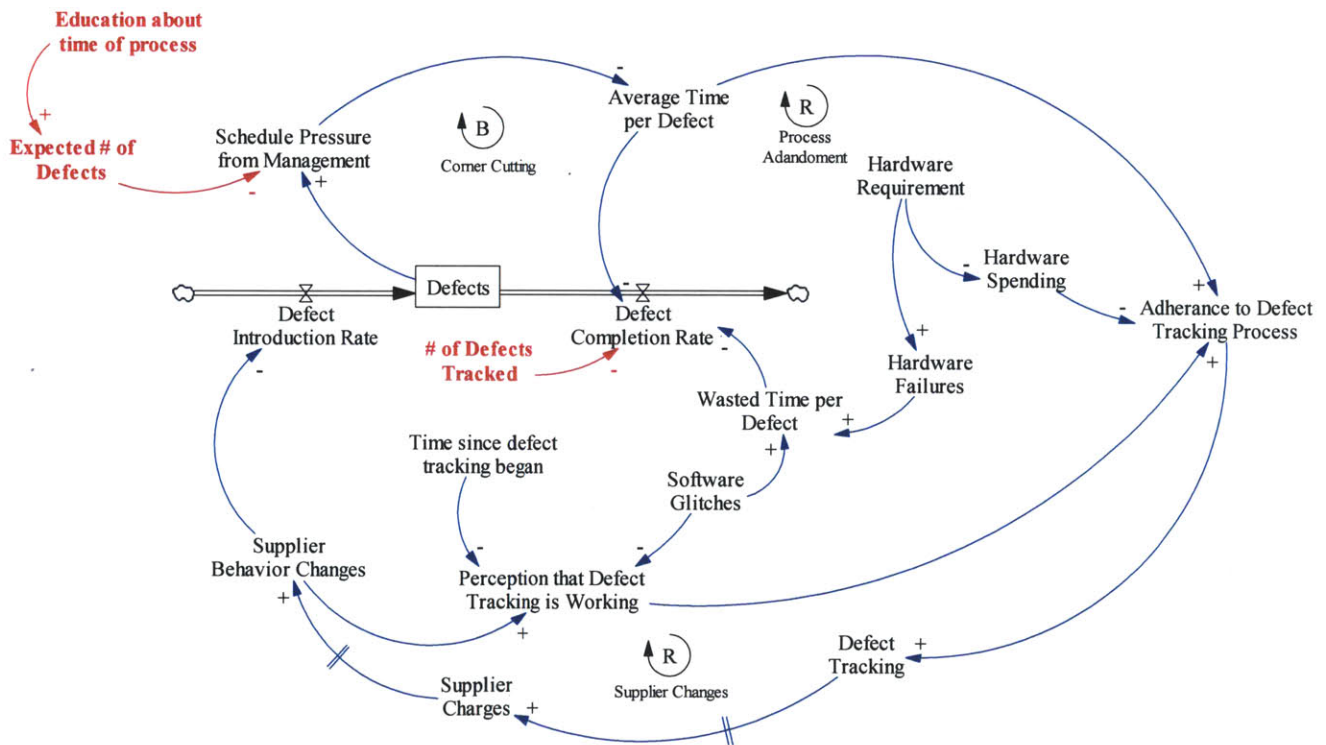 Education about
time of process
+
Expected # of
Defects
-
Schedule Pressure
from Management
+
B
Corner Cutting
-
Average Time
per Defect
R
Process
Adandoment
Hardware
Requirement
-
Hardware
Spending
-
+
Adherance to Defect
Tracking Process
+
+
Defects
Defect
Introduction Rate
-
-
Defect
Completion Rate
-
-
# of Defects
Tracked
-
+
Hardware
Failures
Wasted Time per
Defect
+
+
Time since defect
tracking began
Software
Glitches
-
-
Supplier
Behavior Changes
+
Perception that Defect
Tracking is Working
+
R
Supplier Changes
Defect
Tracking
+
Supplier
Charges
+